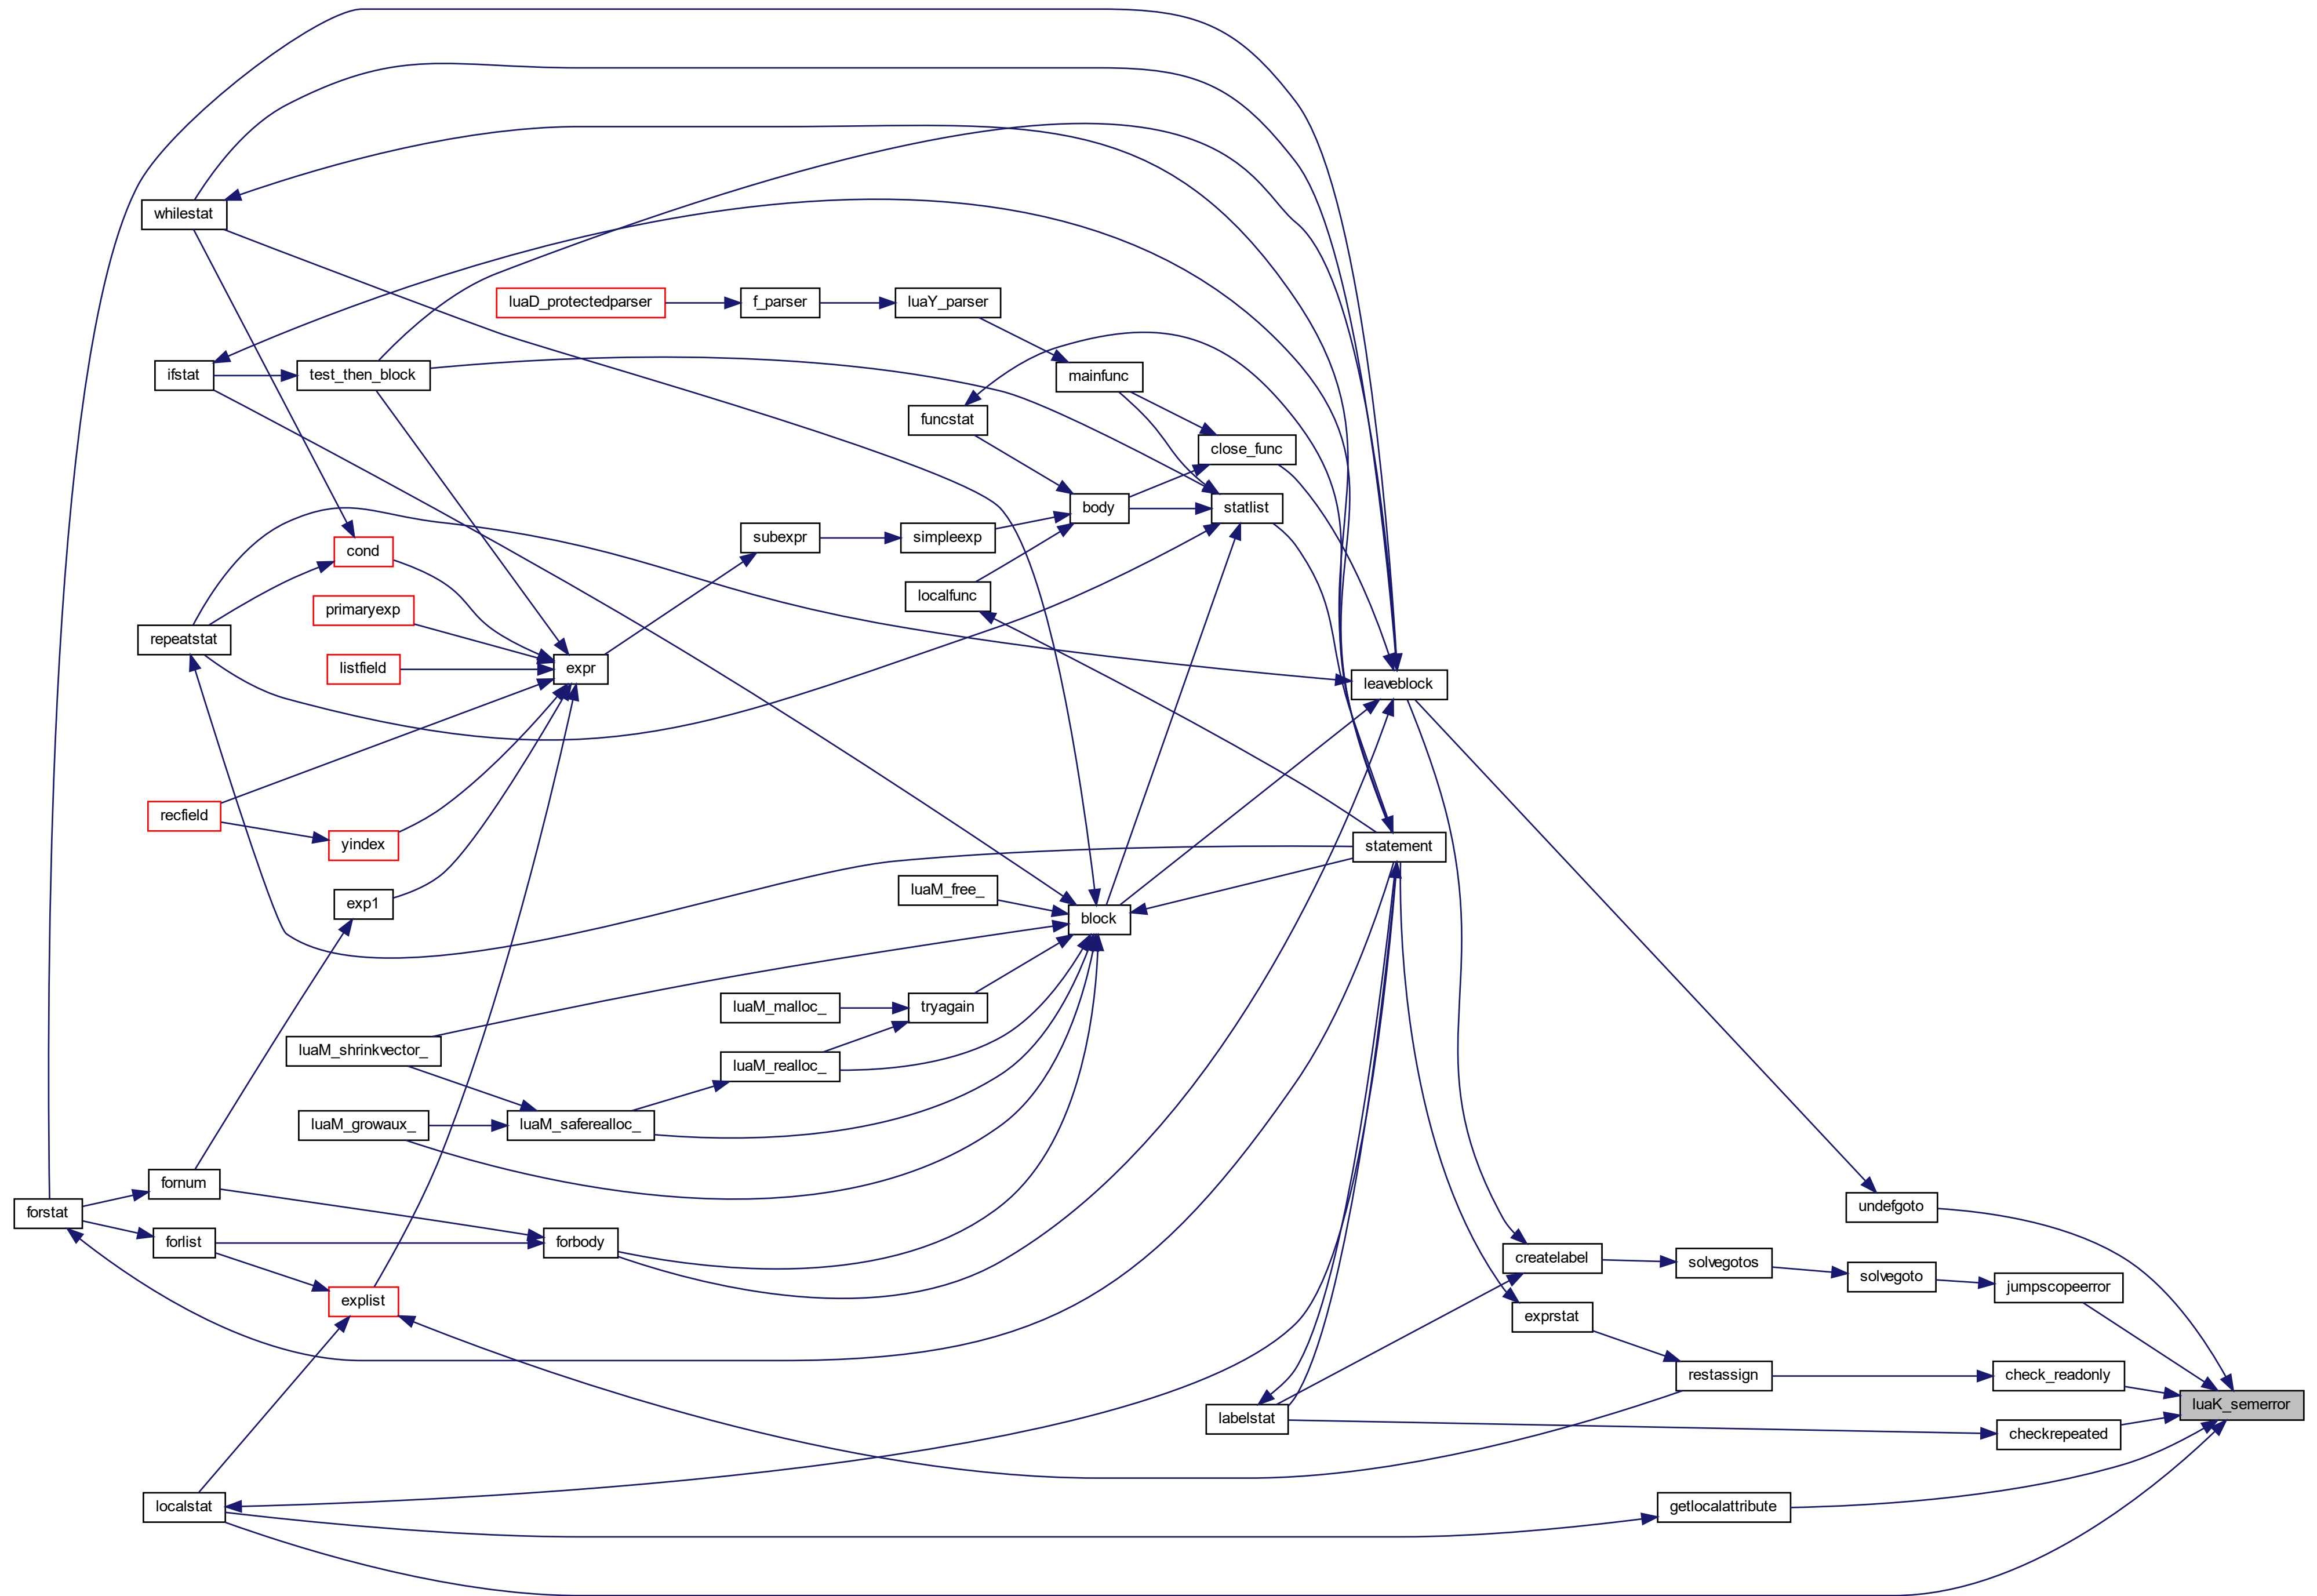 whilestat
luaD_protectedparser
f_parser
luaY_parser
ifstat
test_then_block
mainfunc
funcstat
close_func
body
statlist
cond
subexpr
simpleexp
localfunc
primaryexp
repeatstat
listfield
expr
leaveblock
recfield
yindex
statement
exp1
luaM_free_
block
luaM_malloc_
tryagain
luaM_shrinkvector_
luaM_realloc_
luaM_growaux_
luaM_saferealloc_
fornum
forstat
undefgoto
forlist
forbody
createlabel
solvegotos
solvegoto
jumpscopeerror
explist
exprstat
restassign
check_readonly
luaK_semerror
labelstat
checkrepeated
localstat
getlocalattribute